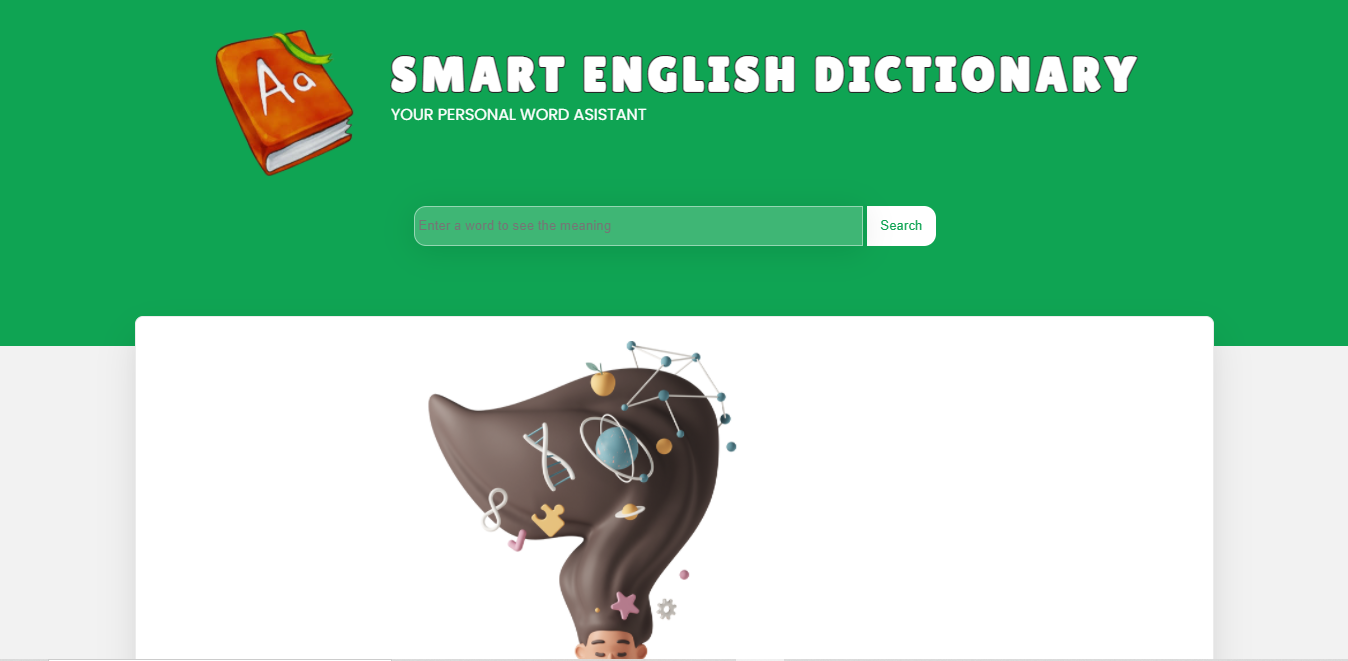 Aa
SMART ENGLISH DICTIONARY
YOUR PERSONAL WORD ASISTANT
Enter a word to see the meaning
Search